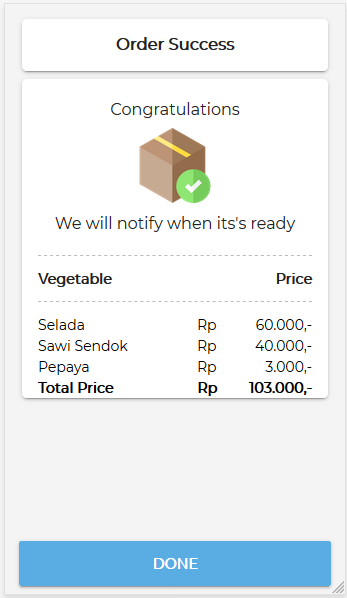 Order Success
Congratulations
We will notify when its's ready
Vegetable Price
Selada Rp 60.000,-
Sawi Sendok Rp 40.000,-
Pepaya Rp 3.000,-
Total Price Rp 103.000,-
DONE